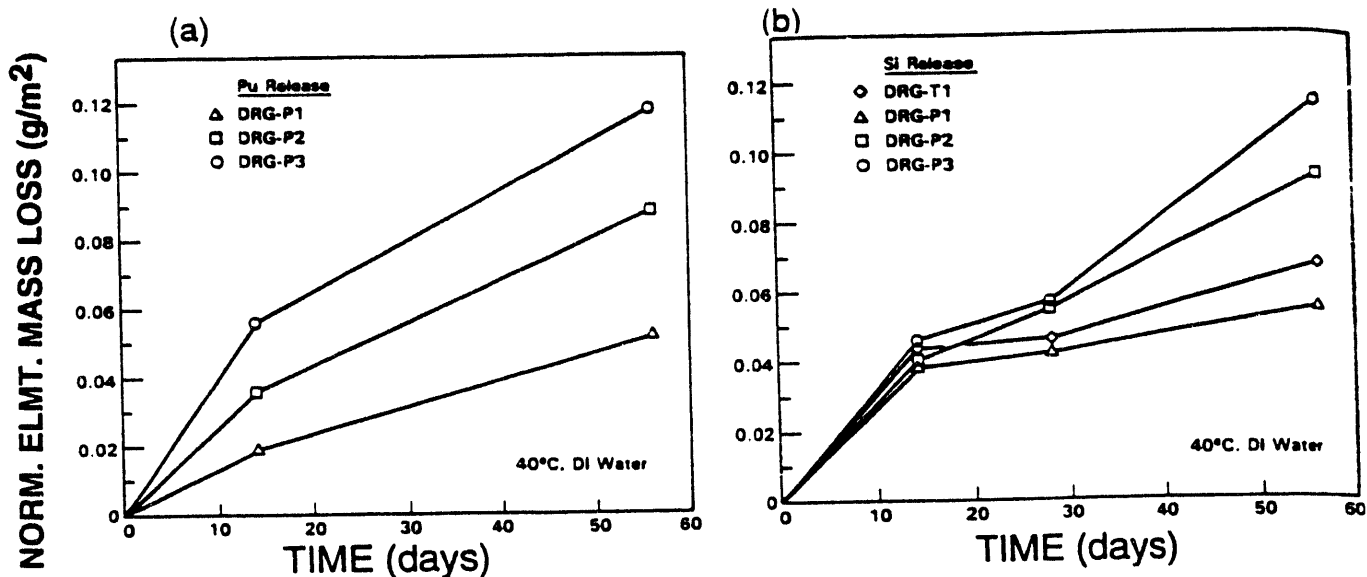 NORM. ELMT. MASS LOSS (g/m²)
(a)
Pu Release
DRG-P1
DRG-P2
DRG-P3
0.12
0.10
0.08
0.06
0.04
0.02
0
0 10 20 30 40 50 60
40°C. DI Water
TIME (days)
(b)
Si Release
DRG-T1
DRG-P1
DRG-P2
DRG-P3
0.12
0.10
0.08
0.06
0.04
0.02
0
0 10 20 30 40 50 60
40°C. DI Water
TIME (days)